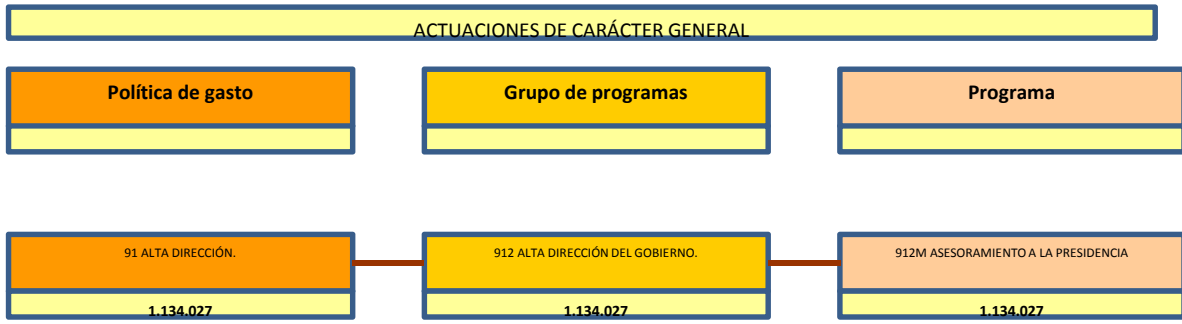 ACTUACIONES DE CARÁCTER GENERAL
Política de gasto
Grupo de programas
Programa
91 ALTA DIRECCIÓN.
912 ALTA DIRECCIÓN DEL GOBIERNO.
912M ASESORAMIENTO A LA PRESIDENCIA
1.134.027
1.134.027
1.134.027